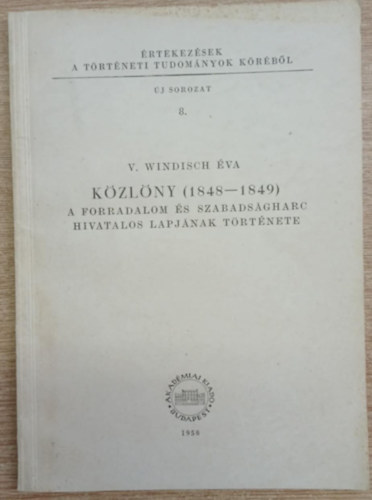 ÉRTEKEZÉSEK
A TÖRTÉNETI TUDOMÁNYOK KÖRÉBŐL
ÚJ SOROZAT
8.
V. WINDISCH ÉVA
KÖZLÖNY (1848—1849)
A FORRADALOM ÉS SZABADSÁGHARC
HIVATALOS LAPJÁNAK TÖRTÉNETE
AKADÉMIAI KIADÓ
BUDAPEST
1958